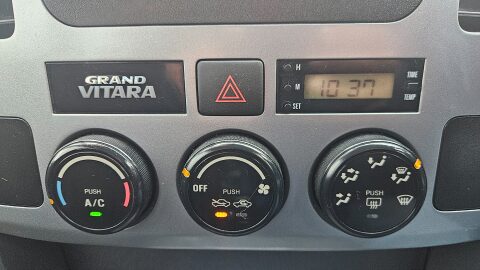 GRAND
VITARA
H
M
SET
10:37
TIME
TEMP
PUSH
A/C
OFF
PUSH
PUSH